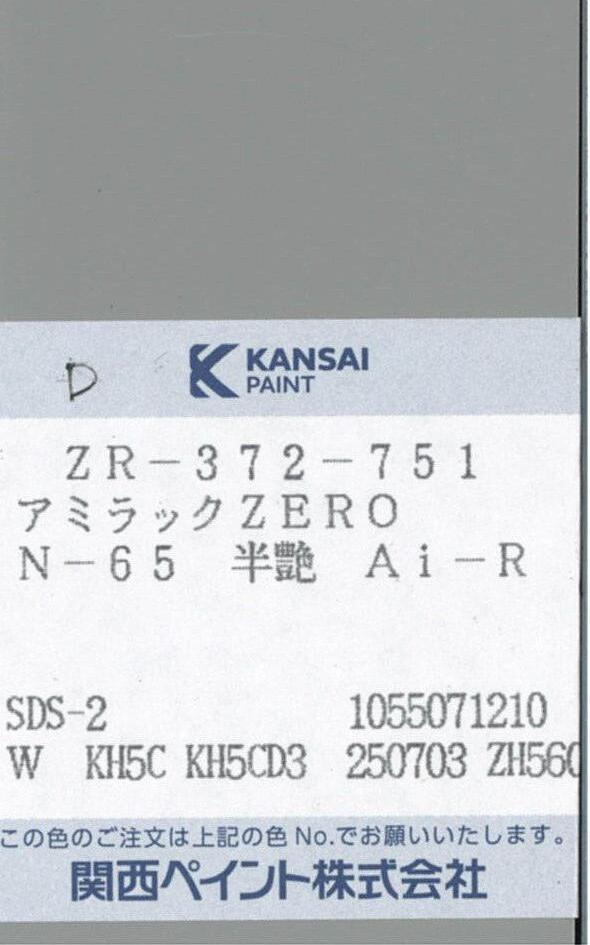 D
KANSAI
PAINT
ZR-372-751
アミラックZERO
N-65 半艶 Ai-R
SDS-2 1055071210
W KH5C KH5CD3 250703 ZH560
この色のご注文は上記の色No.でお願いいたします。
関西ペイント株式会社